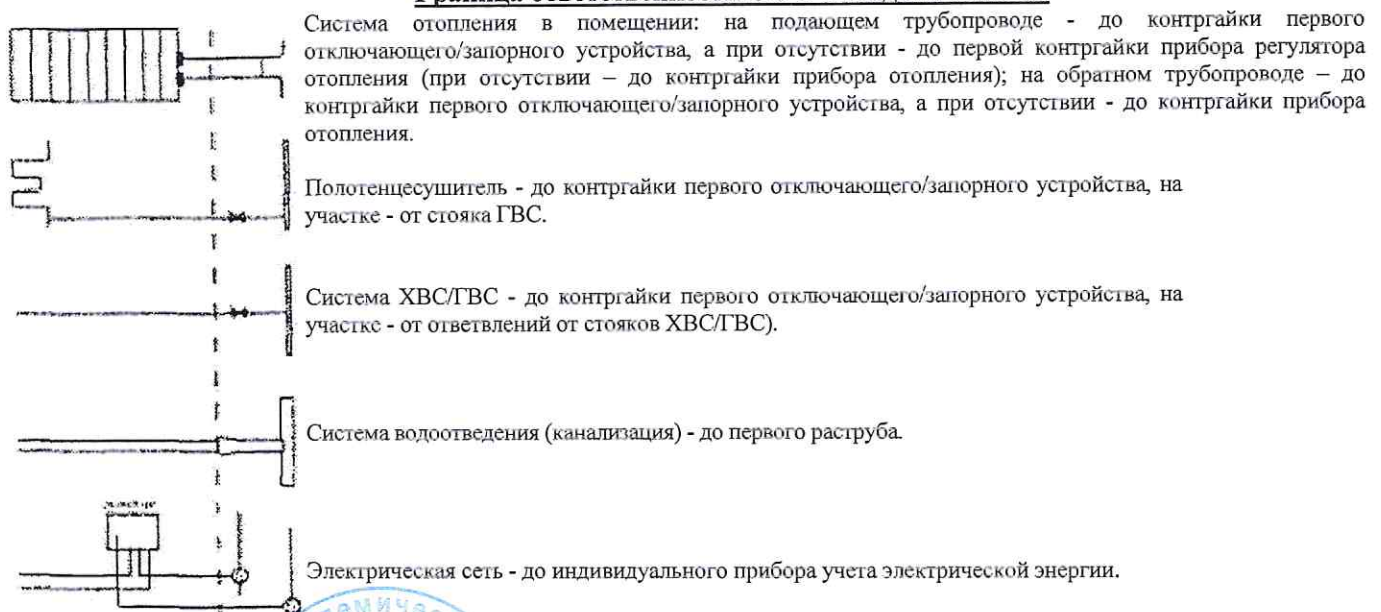 Система отопления в помещении: на подающем трубопроводе - до контргайки первого
отключающего/запорного устройства, а при отсутствии - до первой контргайки прибора регулятора
отопления (при отсутствии – до контргайки прибора отопления); на обратном трубопроводе – до
контргайки первого отключающего/запорного устройства, а при отсутствии - до контргайки прибора
отопления.
Полотенцесушитель - до контргайки первого отключающего/запорного устройства, на
участке - от стояка ГВС.
Система ХВС/ГВС - до контргайки первого отключающего/запорного устройства, на
участке - от ответвлений от стояков ХВС/ГВС).
Система водоотведения (канализация) - до первого раструба.
Электрическая сеть - до индивидуального прибора учета электрической энергии.